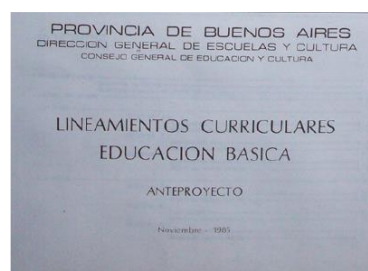 PROVINCIA DE BUENOS AIRES
DIRECCION GENERAL DE ESCUELAS Y CULTURA
CONSEJO GENERAL DE EDUCACION Y CULTURA
LINEAMIENTOS CURRICULARES
EDUCACION BASICA
ANTEPROYECTO
Noviembre - 1985